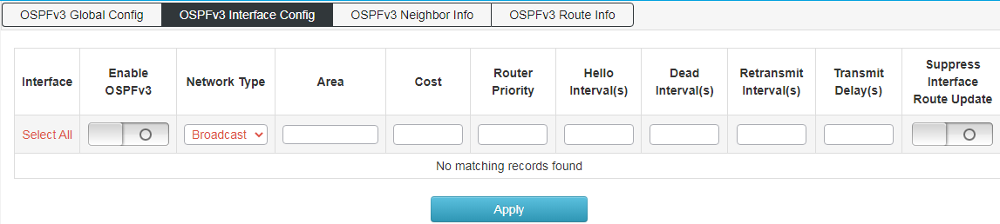 OSPFv3 Global Config OSPFv3 Interface Config OSPFv3 Neighbor Info OSPFv3 Route Info
Interface
Enable
OSPFv3
Network Type
Area
Cost
Router
Priority
Hello
Interval(s)
Dead
Interval(s)
Retransmit
Interval(s)
Transmit
Delay(s)
Suppress
Interface
Route Update
Select All Broadcast
No matching records found
Apply